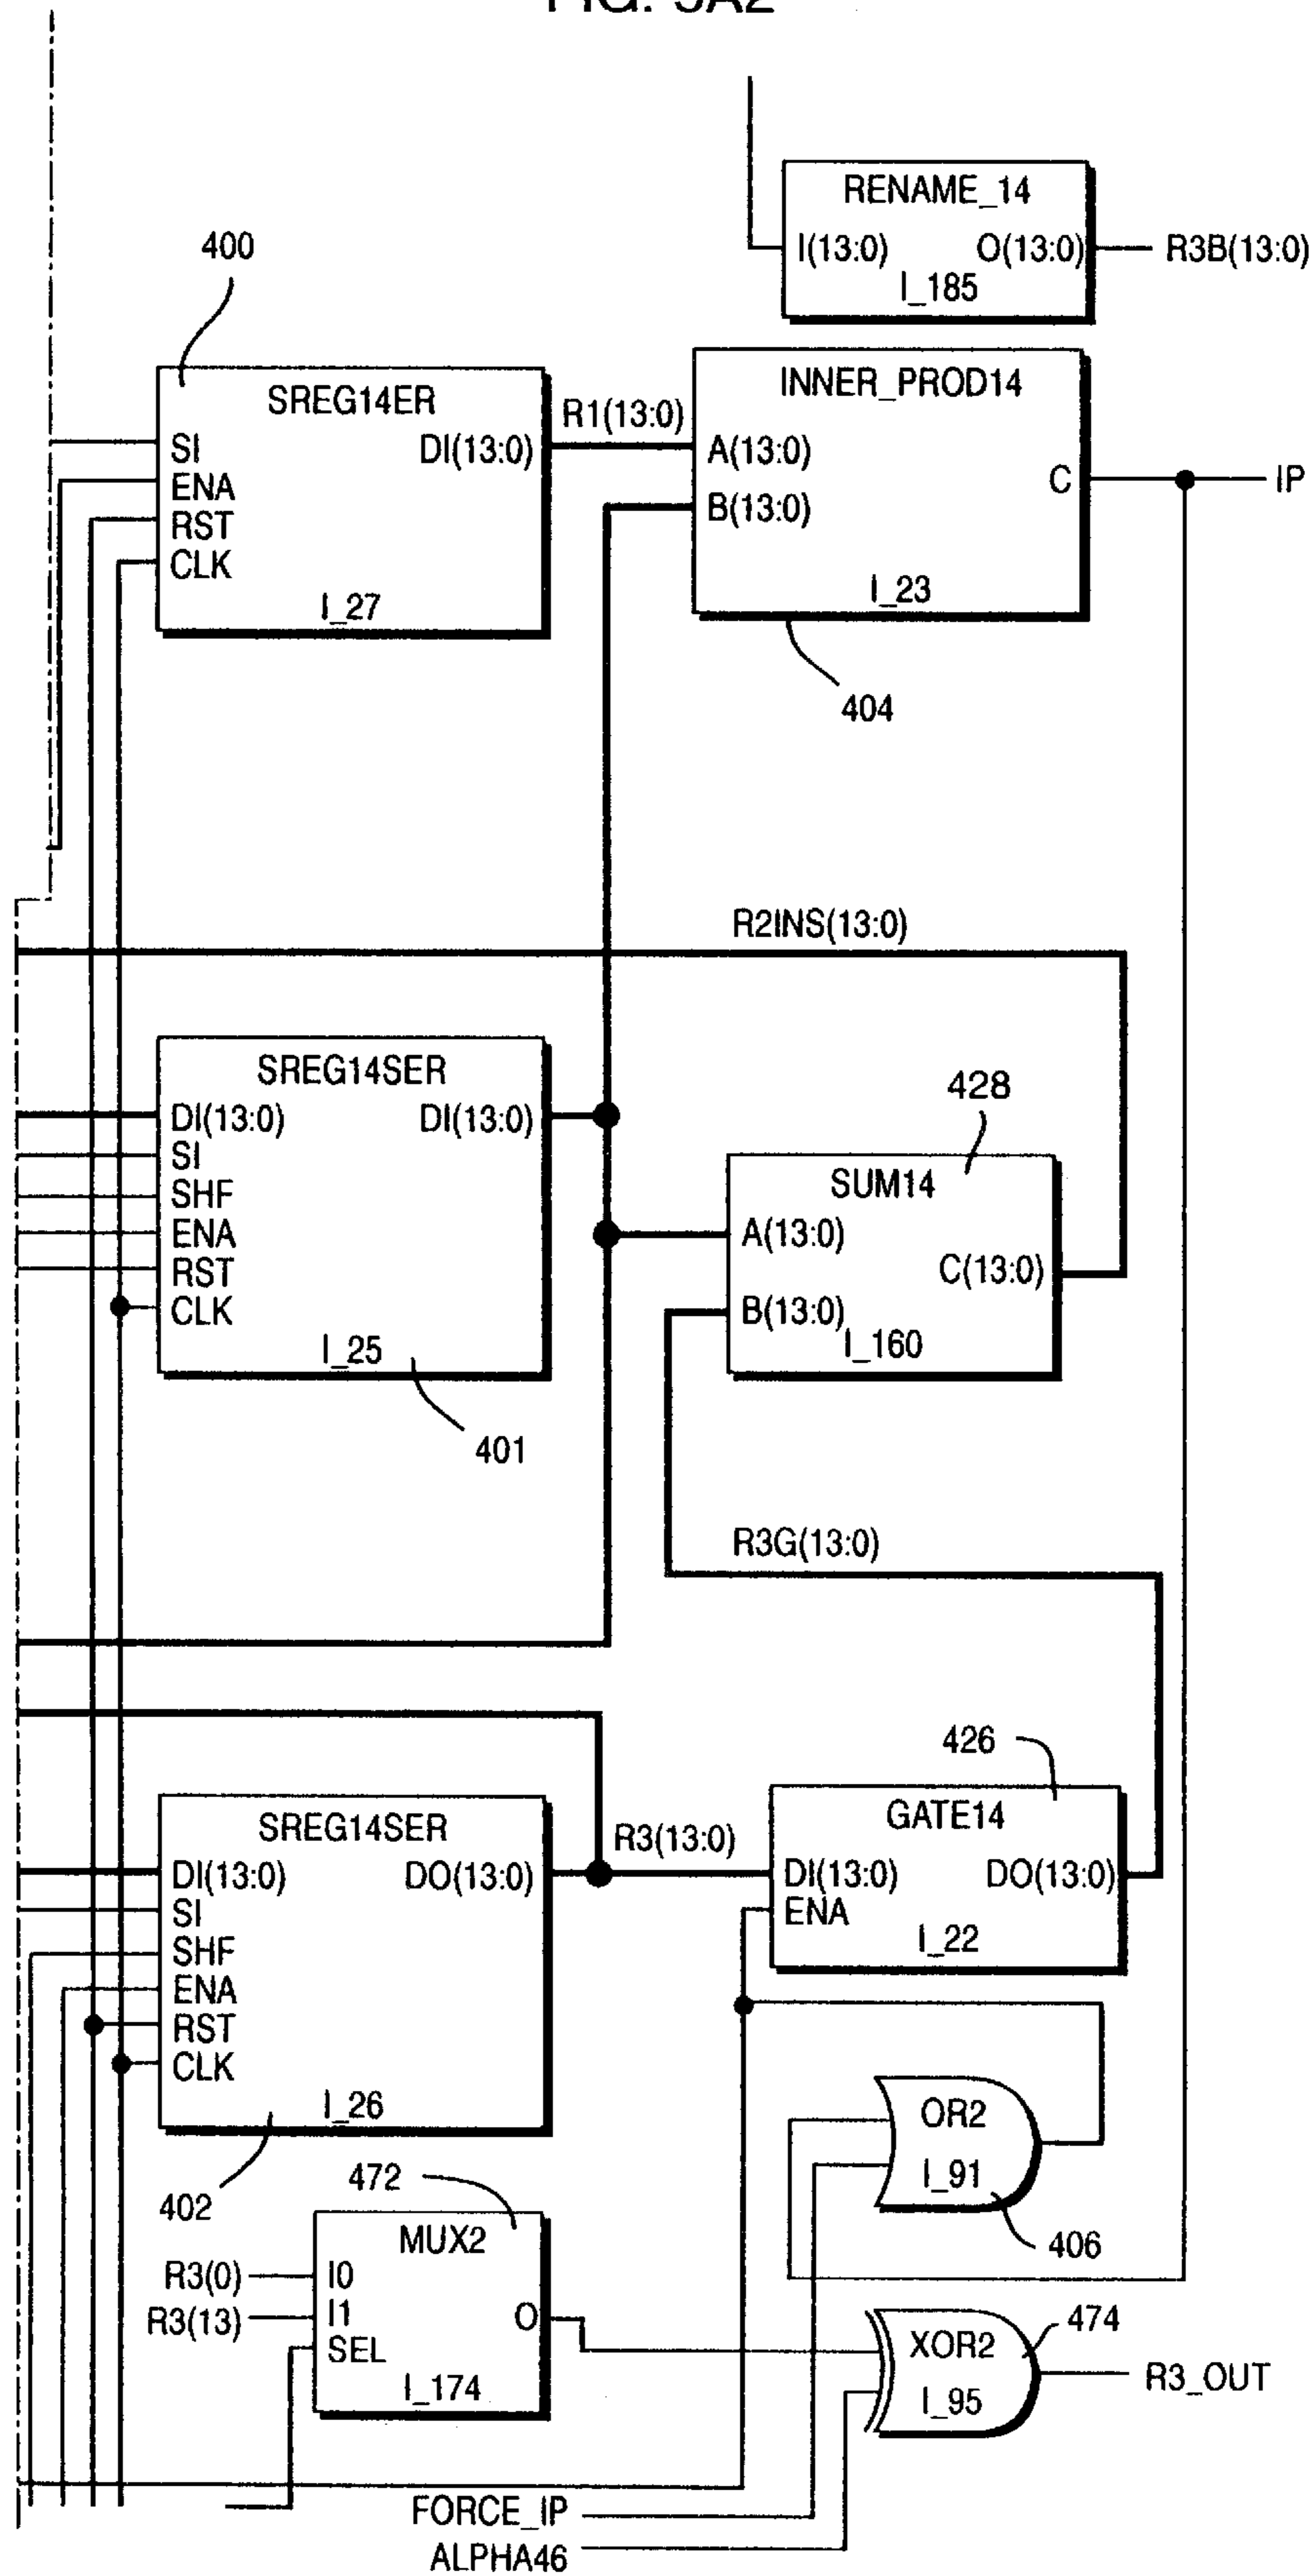 FIG. 3A2
RENAME_14
I(13:0) O(13:0)
I_185
R3B(13:0)
400
SREG14ER
SI
ENA
RST
CLK
DI(13:0)
I_27
R1(13:0)
INNER_PROD14
A(13:0)
B(13:0)
C
I_23
IP
404
R2INS(13:0)
SREG14SER
DI(13:0) DI(13:0)
SI
SHF
ENA
RST
CLK
I_25
401
428
SUM14
A(13:0)
B(13:0)
C(13:0)
I_160
R3G(13:0)
SREG14SER
DI(13:0) DO(13:0)
SI
SHF
ENA
RST
CLK
I_26
402
R3(13:0)
426
GATE14
DI(13:0) DO(13:0)
ENA
I_22
OR2
I_91
406
472
MUX2
R3(0)
R3(13)
I0
I1
SEL
O
I_174
474
XOR2
I_95
R3_OUT
FORCE_IP
ALPHA46